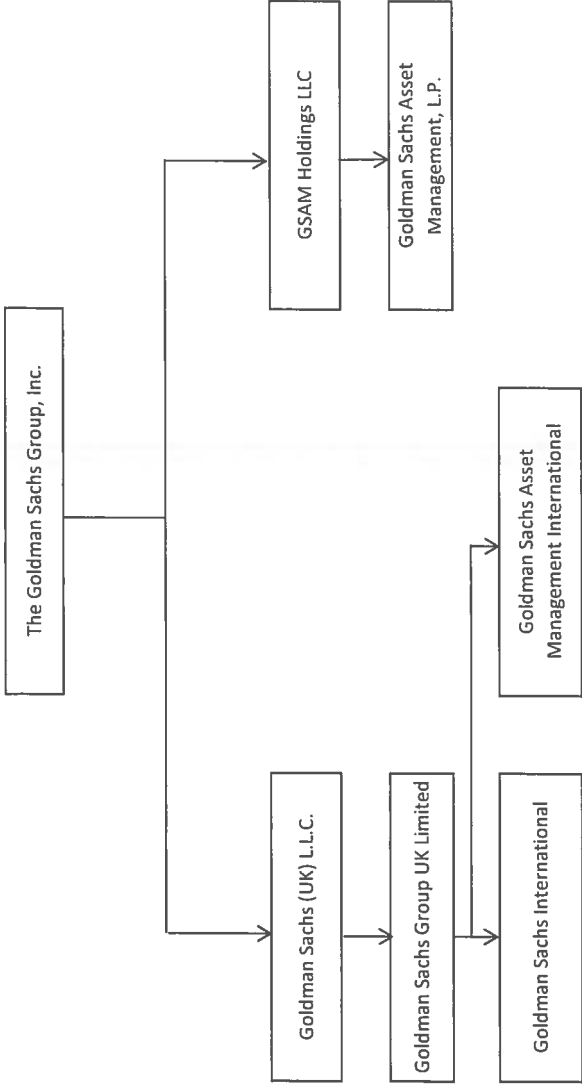 The Goldman Sachs Group, Inc.
Goldman Sachs (UK) L.L.C.
GSAM Holdings LLC
Goldman Sachs Group UK Limited
Goldman Sachs Asset
Management, L.P.
Goldman Sachs International
Goldman Sachs Asset
Management International